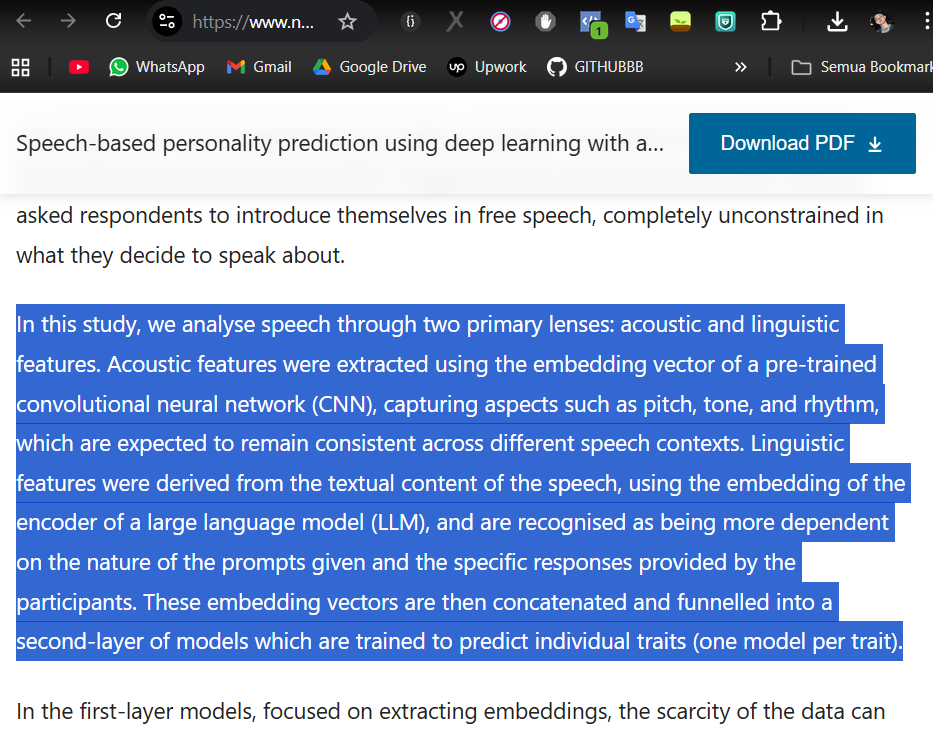 https://www.n...
1
WhatsApp
Gmail
Google Drive
up Upwork
GITHUBBB
Semua Bookmark
Speech-based personality prediction using deep learning with a...
Download PDF
asked respondents to introduce themselves in free speech, completely unconstrained in
what they decide to speak about.
In this study, we analyse speech through two primary lenses: acoustic and linguistic
features. Acoustic features were extracted using the embedding vector of a pre-trained
convolutional neural network (CNN), capturing aspects such as pitch, tone, and rhythm,
which are expected to remain consistent across different speech contexts. Linguistic
features were derived from the textual content of the speech, using the embedding of the
encoder of a large language model (LLM), and are recognised as being more dependent
on the nature of the prompts given and the specific responses provided by the
participants. These embedding vectors are then concatenated and funnelled into a
second-layer of models which are trained to predict individual traits (one model per trait).
In the first-layer models, focused on extracting embeddings, the scarcity of the data can